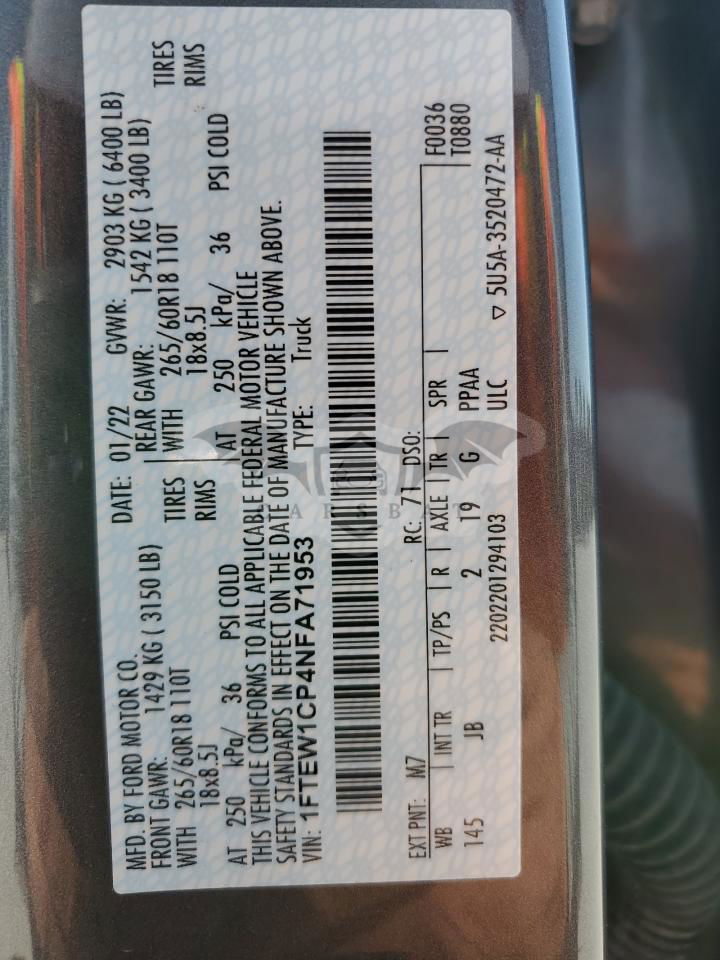 MFD. BY FORD MOTOR CO. DATE: 01/22 GVWR: 2903 KG ( 6400 LB)
FRONT GAWR: 1429 KG ( 3150 LB) REAR GAWR: 1542 KG ( 3400 LB)
WITH 265/60R18 110T TIRES WITH 265/60R18 110T TIRES
18x8.5J RIMS 18x8.5J RIMS
AT 250 kPa/ 36 PSI COLD AT 250 kPa/ 36 PSI COLD
THIS VEHICLE CONFORMS TO ALL APPLICABLE FEDERAL MOTOR VEHICLE
SAFETY STANDARDS IN EFFECT ON THE DATE OF MANUFACTURE SHOWN ABOVE.
VIN: 1FTEW1CP4NFA71953 TYPE: Truck
CARSBAT
EXT PNT: M7 RC: 71 DSO: F0036
WB INT TR TP/PS R AXLE TR SPR T0880
145 JB 2 19 G PPAA
2202201294103 ULC ▽ 5U5A-3520472-AA